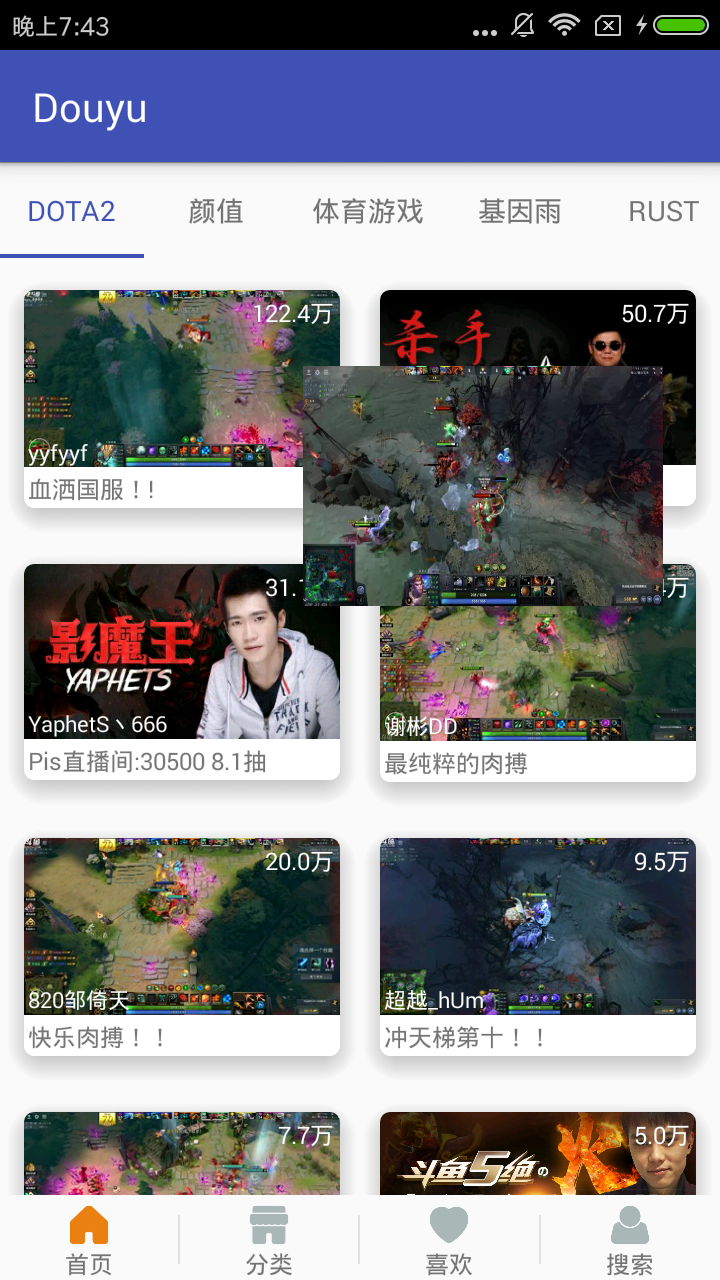 晚上7:43
Douyu
DOTA2
颜值
体育游戏
基因雨
RUST
122.4万
yyfyyf
血洒国服！!
50.7万
杀手
31.1
影魔王
YAPHETS
YaphetS丶666
Pis直播间:30500 8.1抽
万
谢彬DD
最纯粹的肉搏
20.0万
820邹倚天
快乐肉搏！！
9.5万
超越_hUm
冲天梯第十！！
7.7万
5.0万
斗鱼5绝の火
首页
分类
喜欢
搜索